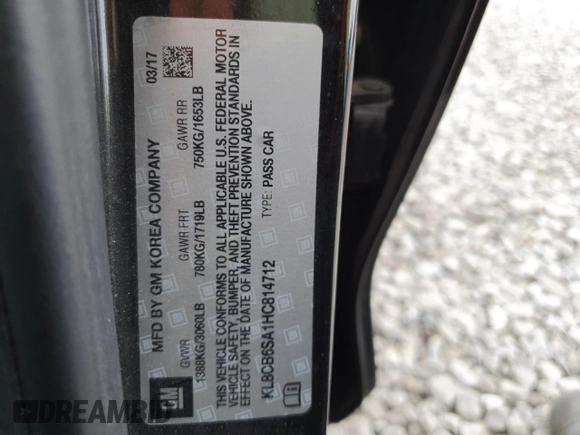 MFD BY GM KOREA COMPANY 03/17
GVWR GAWR FRT GAWR RR
1388KG/3060LB 780KG/1719LB 750KG/1653LB
THIS VEHICLE CONFORMS TO ALL APPLICABLE U.S. FEDERAL MOTOR
VEHICLE SAFETY, BUMPER, AND THEFT PREVENTION STANDARDS IN
EFFECT ON THE DATE OF MANUFACTURE SHOWN ABOVE.
KL8CB6SA1HC814712 TYPE: PASS CAR
GM
DREAMBID